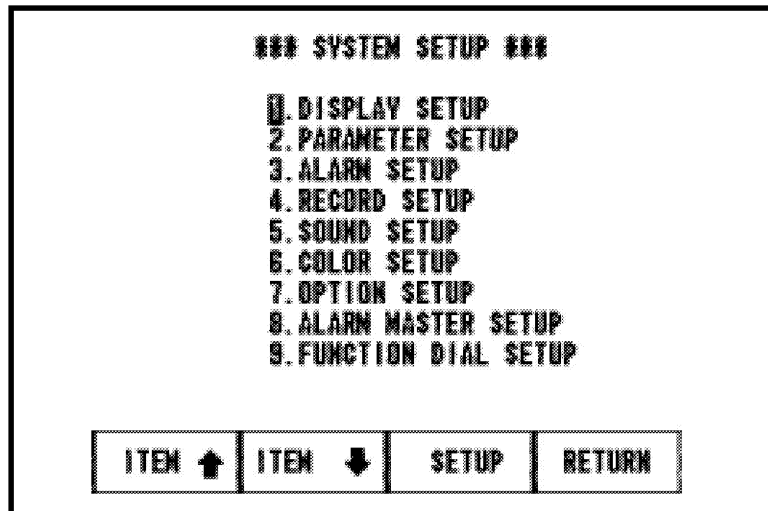 ### SYSTEM SETUP ###
1. DISPLAY SETUP
2. PARAMETER SETUP
3. ALARM SETUP
4. RECORD SETUP
5. SOUND SETUP
6. COLOR SETUP
7. OPTION SETUP
8. ALARM MASTER SETUP
9. FUNCTION DIAL SETUP
ITEM ↑ ITEM ↓ SETUP RETURN